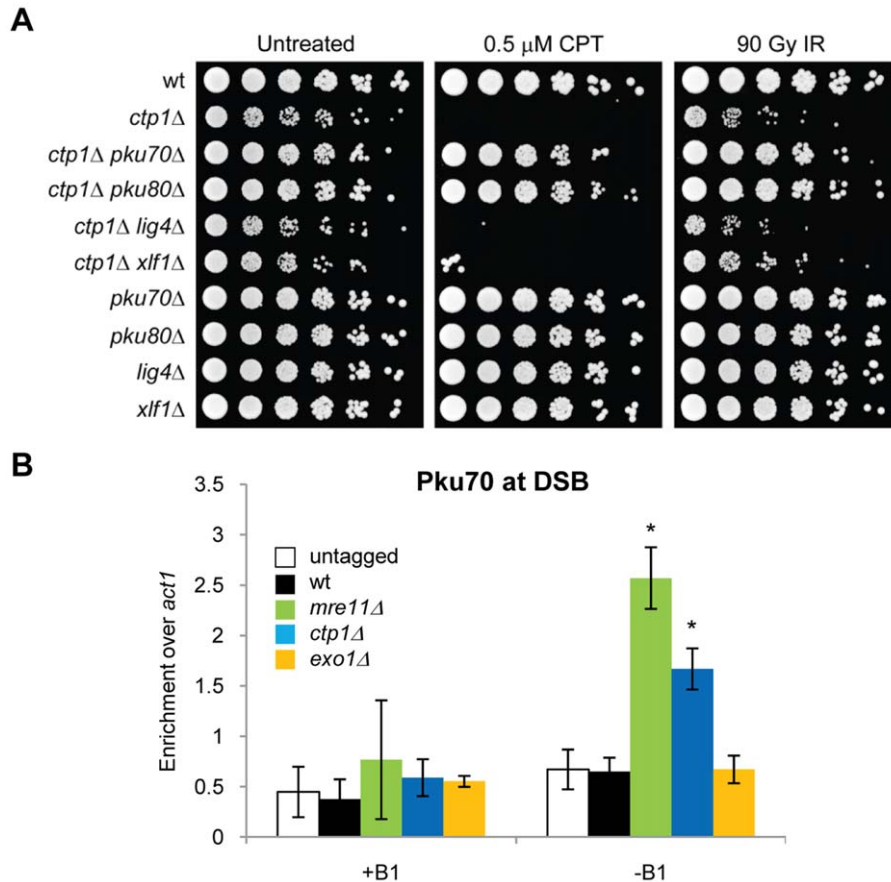 A
Untreated 0.5 μM CPT 90 Gy IR
wt
ctp1Δ
ctp1Δ pku70Δ
ctp1Δ pku80Δ
ctp1Δ lig4Δ
ctp1Δ xlf1Δ
pku70Δ
pku80Δ
lig4Δ
xlf1Δ
B
Pku70 at DSB
Enrichment over act1
3.5
3
2.5
2
1.5
1
0.5
0
untagged
wt
mre11Δ
ctp1Δ
exo1Δ
*
*
+B1 -B1